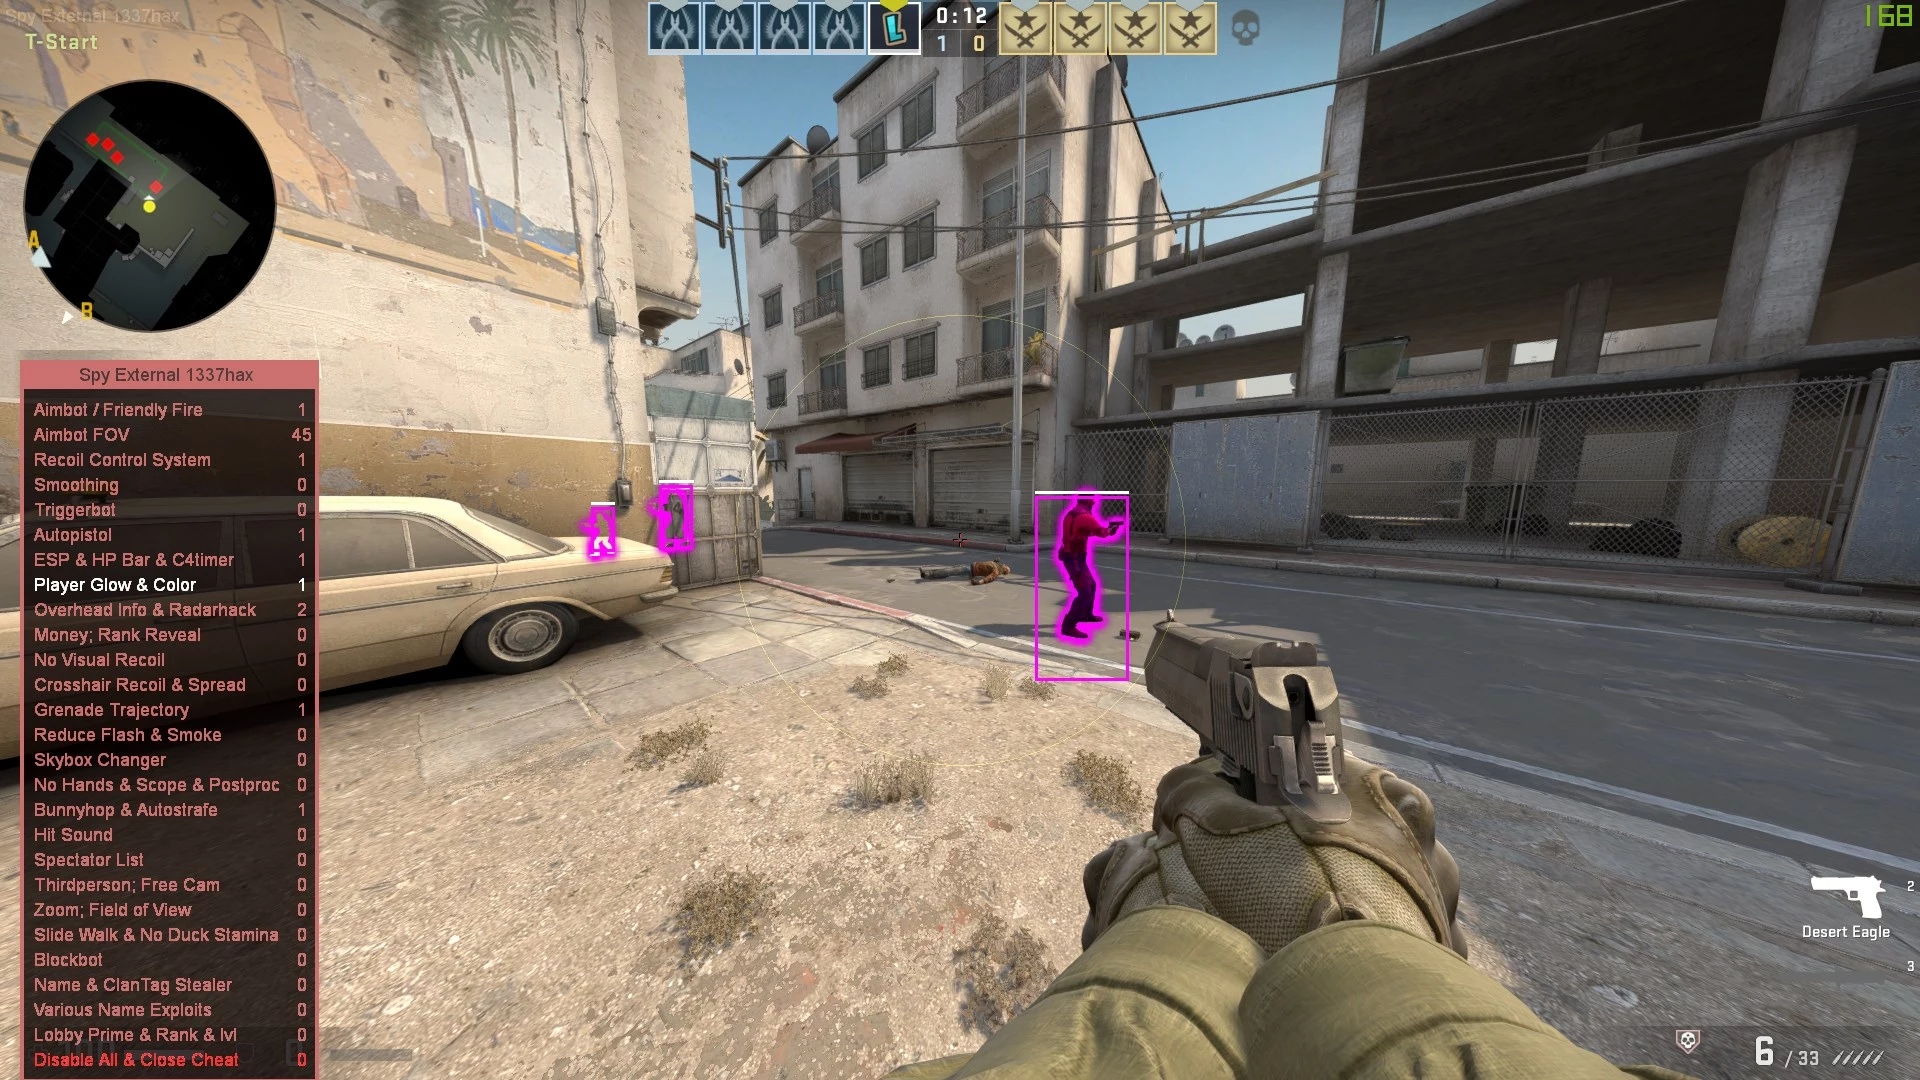 Spy External 1337hax
T-Start
0:12
1 0
168
A
B
Spy External 1337hax
Aimbot / Friendly Fire 1
Aimbot FOV 45
Recoil Control System 1
Smoothing 0
Triggerbot 0
Autopistol 1
ESP & HP Bar & C4timer 1
Player Glow & Color 1
Overhead Info & Radarhack 2
Money; Rank Reveal 0
No Visual Recoil 0
Crosshair Recoil & Spread 0
Grenade Trajectory 1
Reduce Flash & Smoke 0
Skybox Changer 0
No Hands & Scope & Postproc 0
Bunnyhop & Autostrafe 1
Hit Sound 0
Spectator List 0
Thirdperson; Free Cam 0
Zoom; Field of View 0
Slide Walk & No Duck Stamina 0
Blockbot 0
Name & ClanTag Stealer 0
Various Name Exploits 0
Lobby Prime & Rank & lvl 0
Disable All & Close Cheat 0
2
Desert Eagle
3
6 / 33